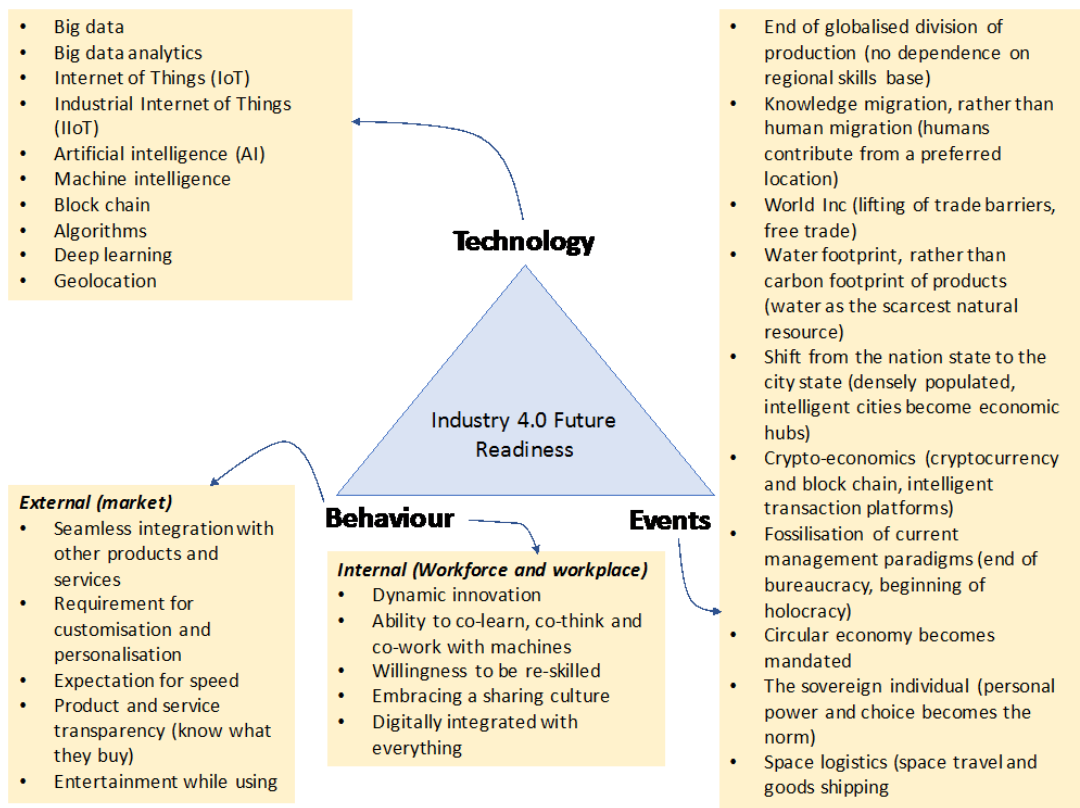 • Big data
• Big data analytics
• Internet of Things (IoT)
• Industrial Internet of Things
(IIoT)
• Artificial intelligence (AI)
• Machine intelligence
• Block chain
• Algorithms
• Deep learning
• Geolocation
Technology
Industry 4.0 Future
Readiness
Behaviour
Events
External (market)
• Seamless integration with
other products and
services
• Requirement for
customisation and
personalisation
• Expectation for speed
• Product and service
transparency (know what
they buy)
• Entertainment while using
Internal (Workforce and workplace)
• Dynamic innovation
• Ability to co-learn, co-think and
co-work with machines
• Willingness to be re-skilled
• Embracing a sharing culture
• Digitally integrated with
everything
• End of globalised division of
production (no dependence on
regional skills base)
• Knowledge migration, rather than
human migration (humans
contribute from a preferred
location)
• World Inc (lifting of trade barriers,
free trade)
• Water footprint, rather than
carbon footprint of products
(water as the scarcest natural
resource)
• Shift from the nation state to the
city state (densely populated,
intelligent cities become economic
hubs)
• Crypto-economics (cryptocurrency
and block chain, intelligent
transaction platforms)
• Fossilisation of current
management paradigms (end of
bureaucracy, beginning of
holocracy)
• Circular economy becomes
mandated
• The sovereign individual (personal
power and choice becomes the
norm)
• Space logistics (space travel and
goods shipping